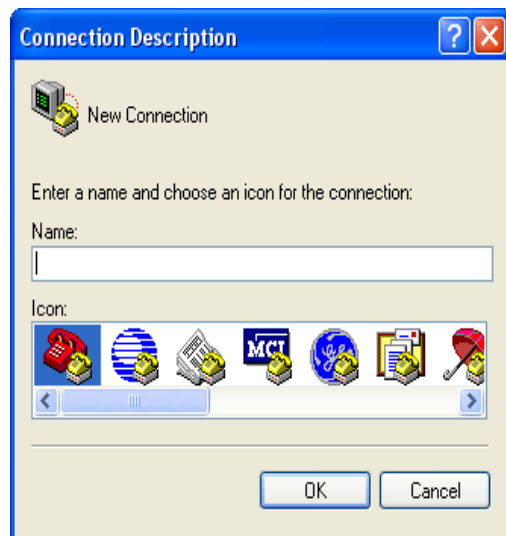 Connection Description
New Connection
Enter a name and choose an icon for the connection:
Name:
Icon:
MCI
OK
Cancel